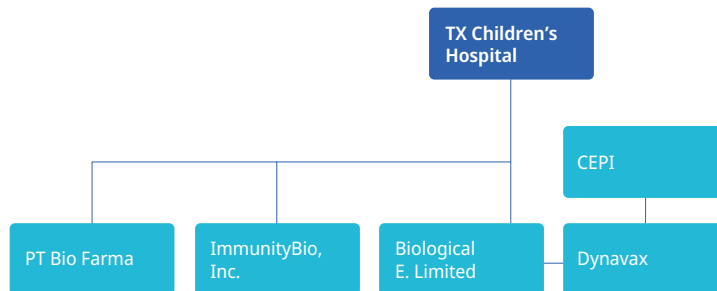 TX Children’s
Hospital
CEPI
PT Bio Farma
ImmunityBio,
Inc.
Biological
E. Limited
Dynavax